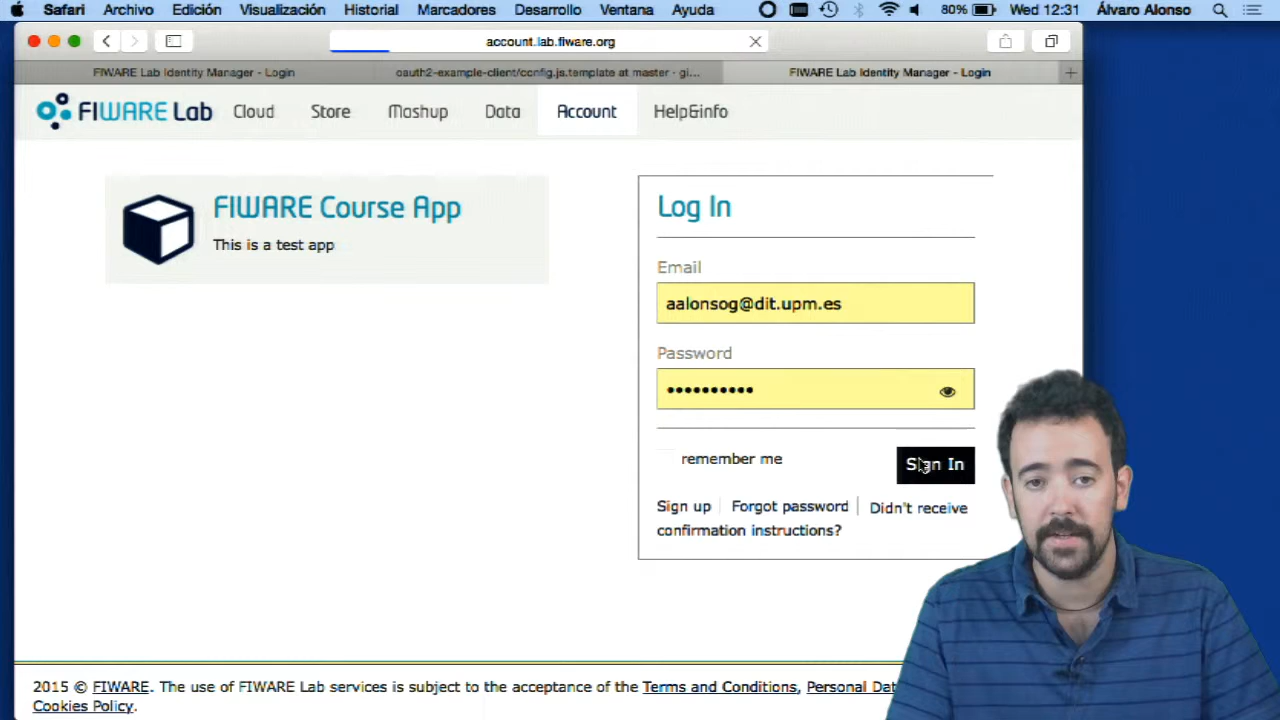 Safari Archivo Edición Visualización Historial Marcadores Desarrollo Ventana Ayuda 80% Wed 12:31 Álvaro Alonso
account.lab.fiware.org
FIWARE Lab Identity Manager - Login oauth2-example-client/config.js.template at master · gi... FIWARE Lab Identity Manager - Login
FIWARE Lab Cloud Store Mashup Data Account Help&info
FIWARE Course App
This is a test app
Log In
Email
aalonsog@dit.upm.es
Password
remember me
Sign In
Sign up Forgot password Didn't receive
confirmation instructions?
2015 © FIWARE. The use of FIWARE Lab services is subject to the acceptance of the Terms and Conditions, Personal Dat
Cookies Policy.